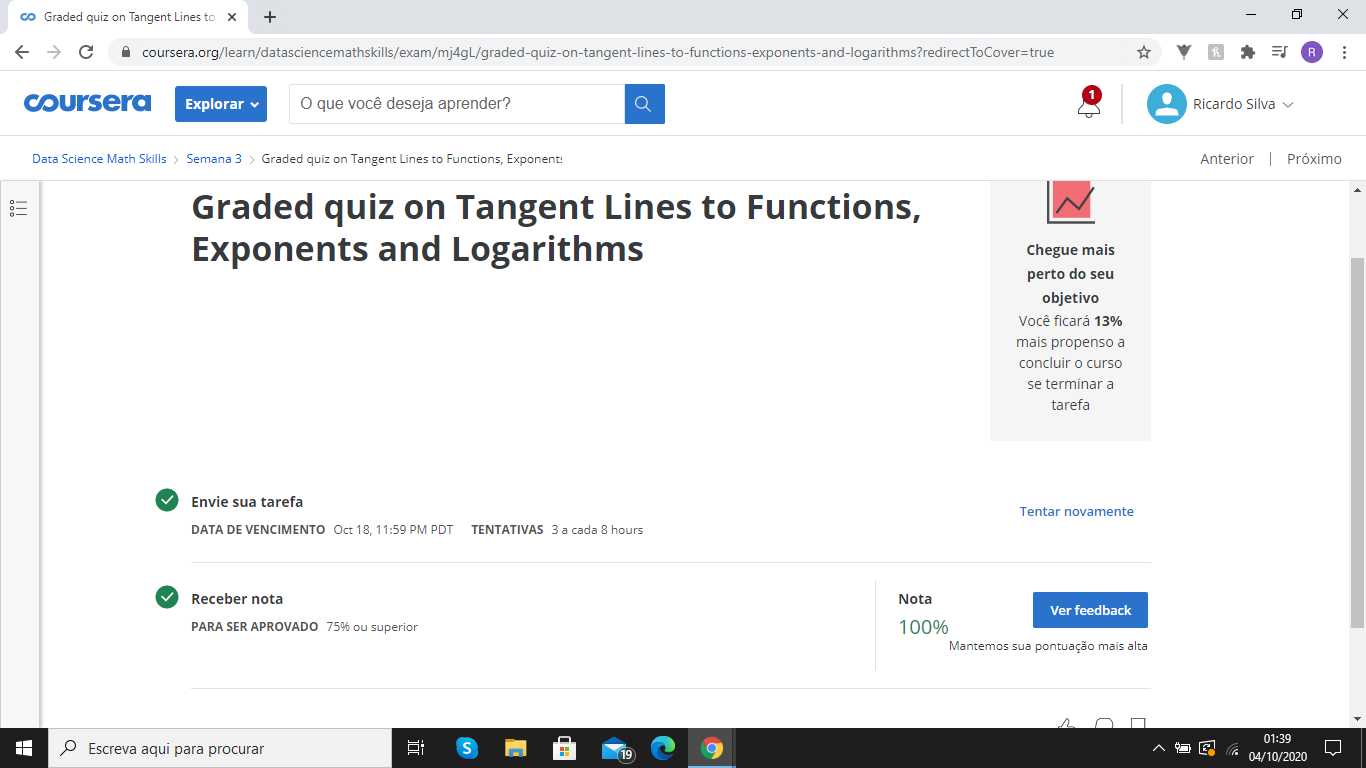 Graded quiz on Tangent Lines to
coursera.org/learn/datasciencemathskills/exam/mj4gL/graded-quiz-on-tangent-lines-to-functions-exponents-and-logarithms?redirectToCover=true
R
coursera
Explorar
O que você deseja aprender?
1
Ricardo Silva
Data Science Math Skills
Semana 3
Graded quiz on Tangent Lines to Functions, Exponents
Anterior | Próximo
Graded quiz on Tangent Lines to Functions,
Exponents and Logarithms
Chegue mais
perto do seu
objetivo
Você ficará 13%
mais propenso a
concluir o curso
se terminar a
tarefa
Envie sua tarefa
DATA DE VENCIMENTO Oct 18, 11:59 PM PDT TENTATIVAS 3 a cada 8 hours
Tentar novamente
Receber nota
PARA SER APROVADO 75% ou superior
Nota
100%
Ver feedback
Mantemos sua pontuação mais alta
Escreva aqui para procurar
19
01:39
04/10/2020